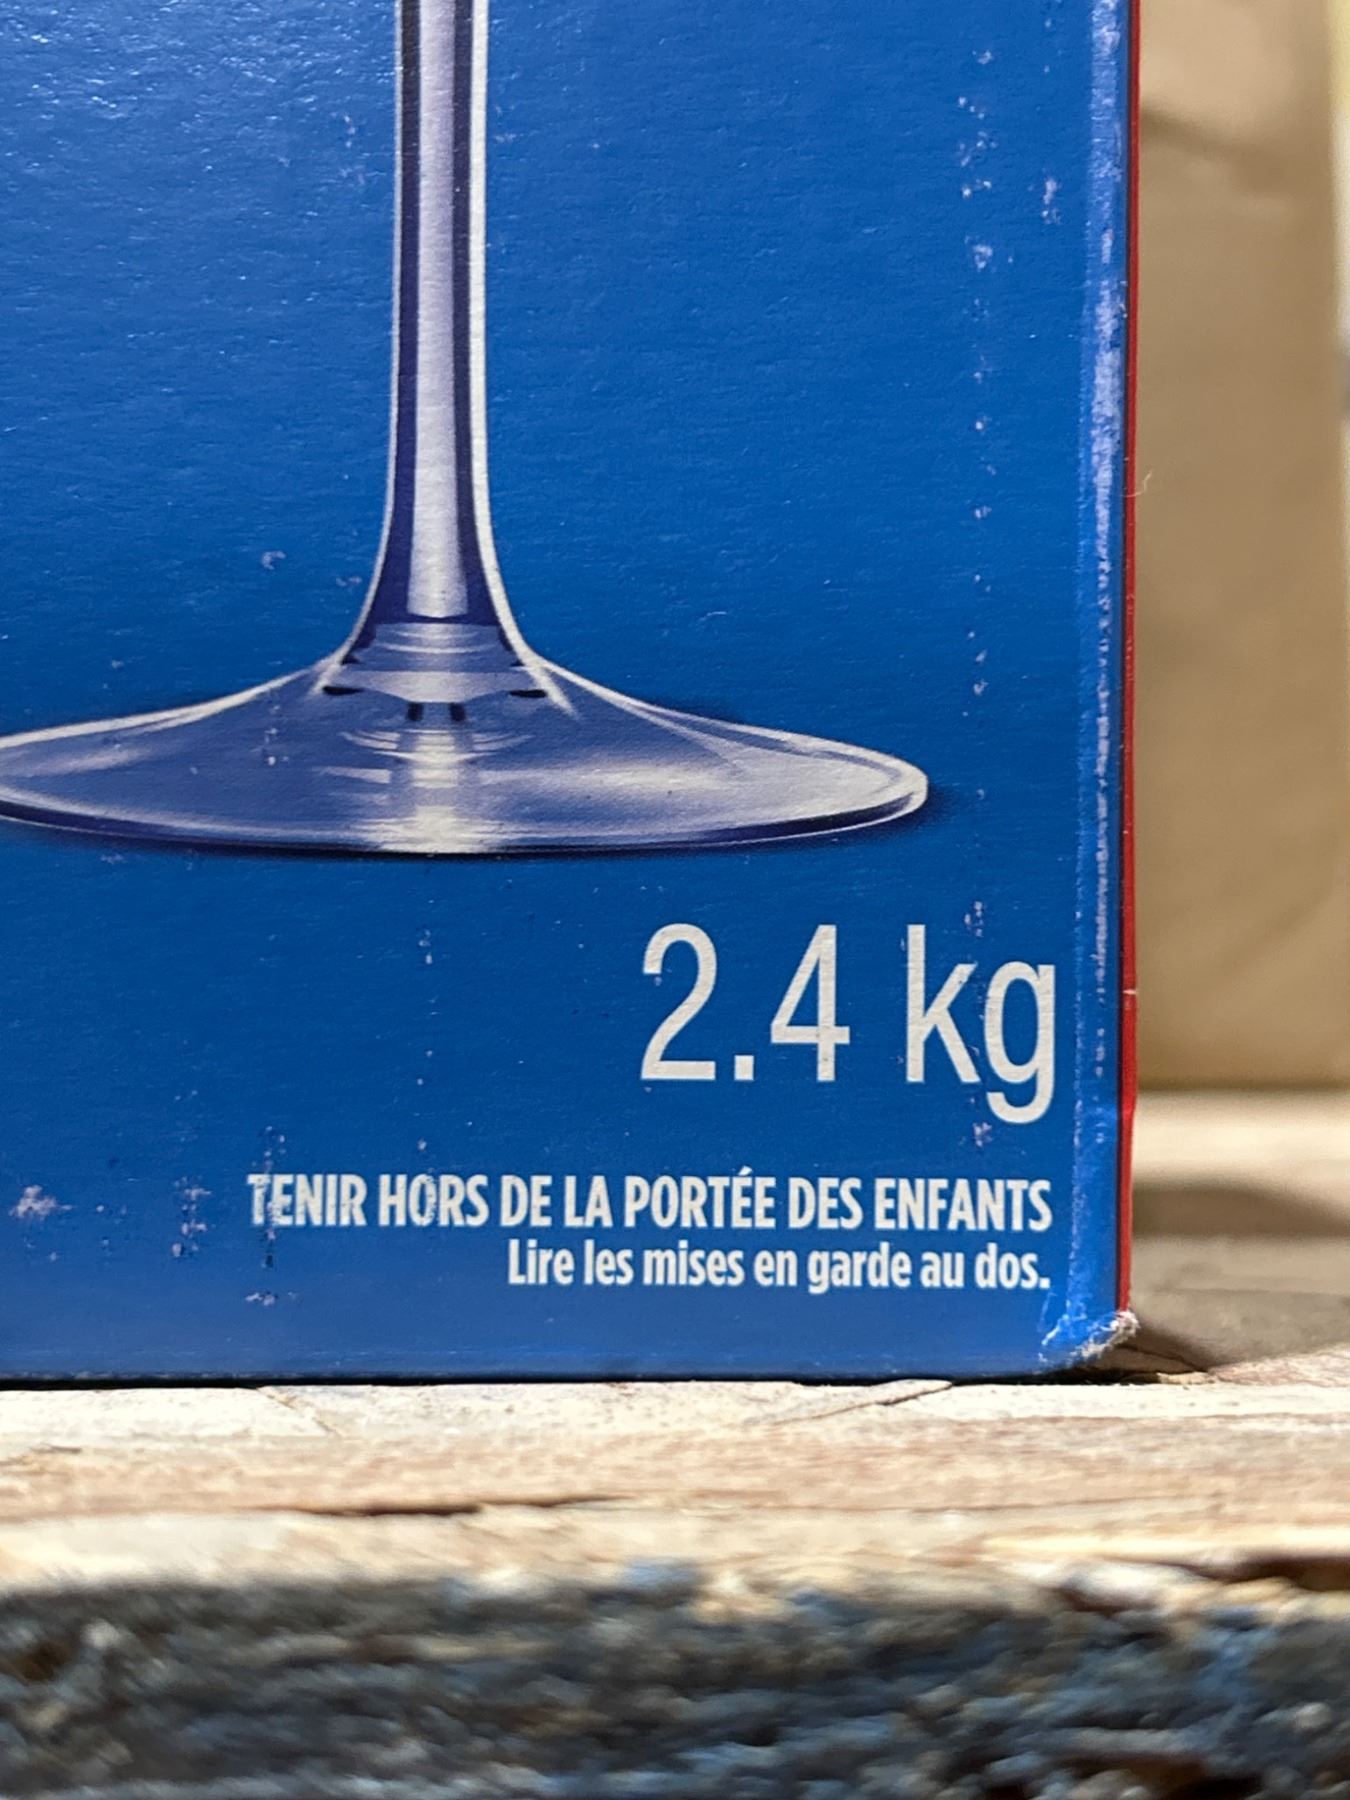 2.4 kg
TENIR HORS DE LA PORTÉE DES ENFANTS
Lire les mises en garde au dos.